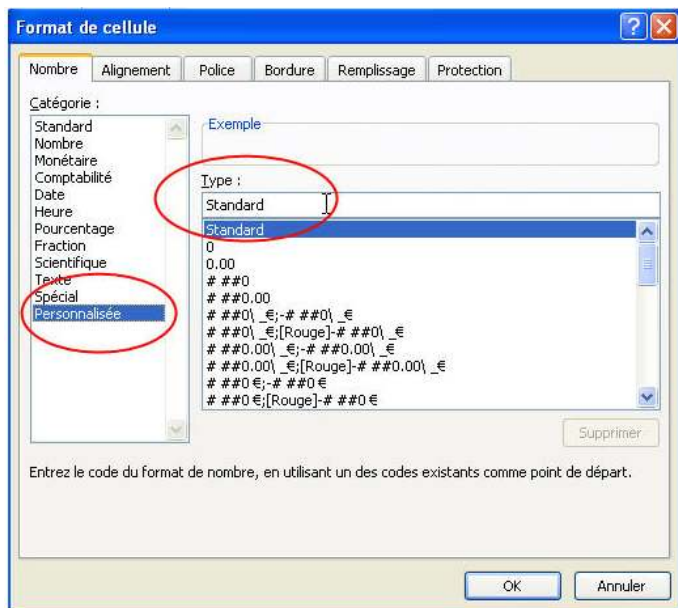 Format de cellule
Nombre Alignement Police Bordure Remplissage Protection
Catégorie :
Standard
Nombre
Monétaire
Comptabilité
Date
Heure
Pourcentage
Fraction
Scientifique
Texte
Spécial
Personnalisée
Exemple
Type :
Standard
Standard
0
0.00
# ##0
# ##0.00
# ##0\ _€;-# ##0\ _€
# ##0\ _€;[Rouge]-# ##0\ _€
# ##0.00\ _€;-# ##0.00\ _€
# ##0.00\ _€;[Rouge]-# ##0.00\ _€
# ##0 €;-# ##0 €
# ##0 €;[Rouge]-# ##0 €
Supprimer
Entrez le code du format de nombre, en utilisant un des codes existants comme point de départ.
OK Annuler